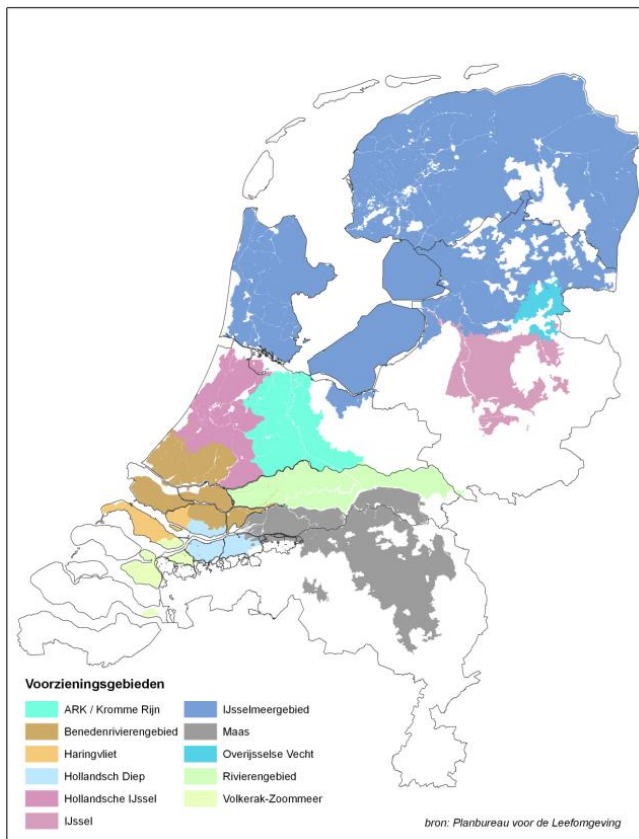 Voorzieningsgebieden
ARK / Kromme Rijn
Benedenrivierengebied
Haringvliet
Hollandsch Diep
Hollandsche IJssel
IJssel
IJsselmeergebied
Maas
Overijsselse Vecht
Rivierengebied
Volkerak-Zoommeer
bron: Planbureau voor de Leefomgeving